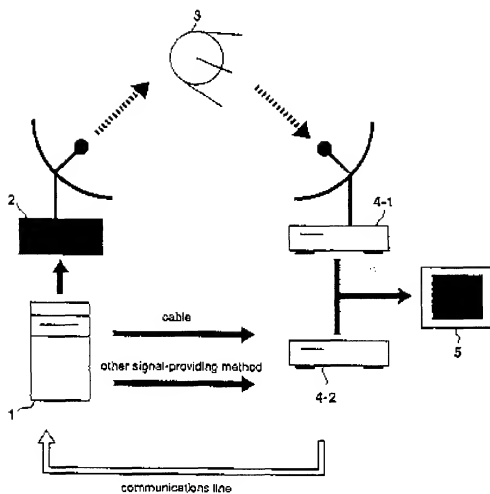 3
2
4-1
cable
5
other signal-providing method
4-2
1
communications line